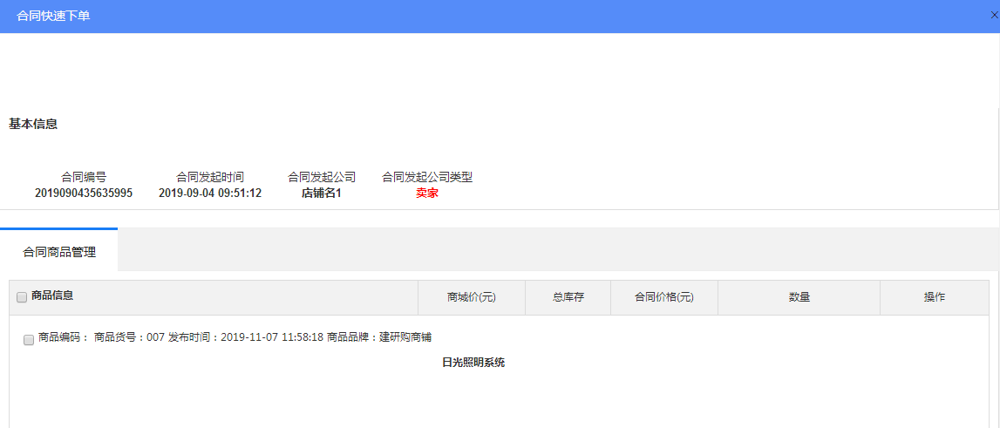 合同快速下单 ×
基本信息
合同编号 合同发起时间 合同发起公司 合同发起公司类型
2019090435635995 2019-09-04 09:51:12 店铺名1 卖家
合同商品管理
商品信息 商城价(元) 总库存 合同价格(元) 数量 操作
商品编码： 商品货号：007 发布时间：2019-11-07 11:58:18 商品品牌：建研购商铺
日光照明系统